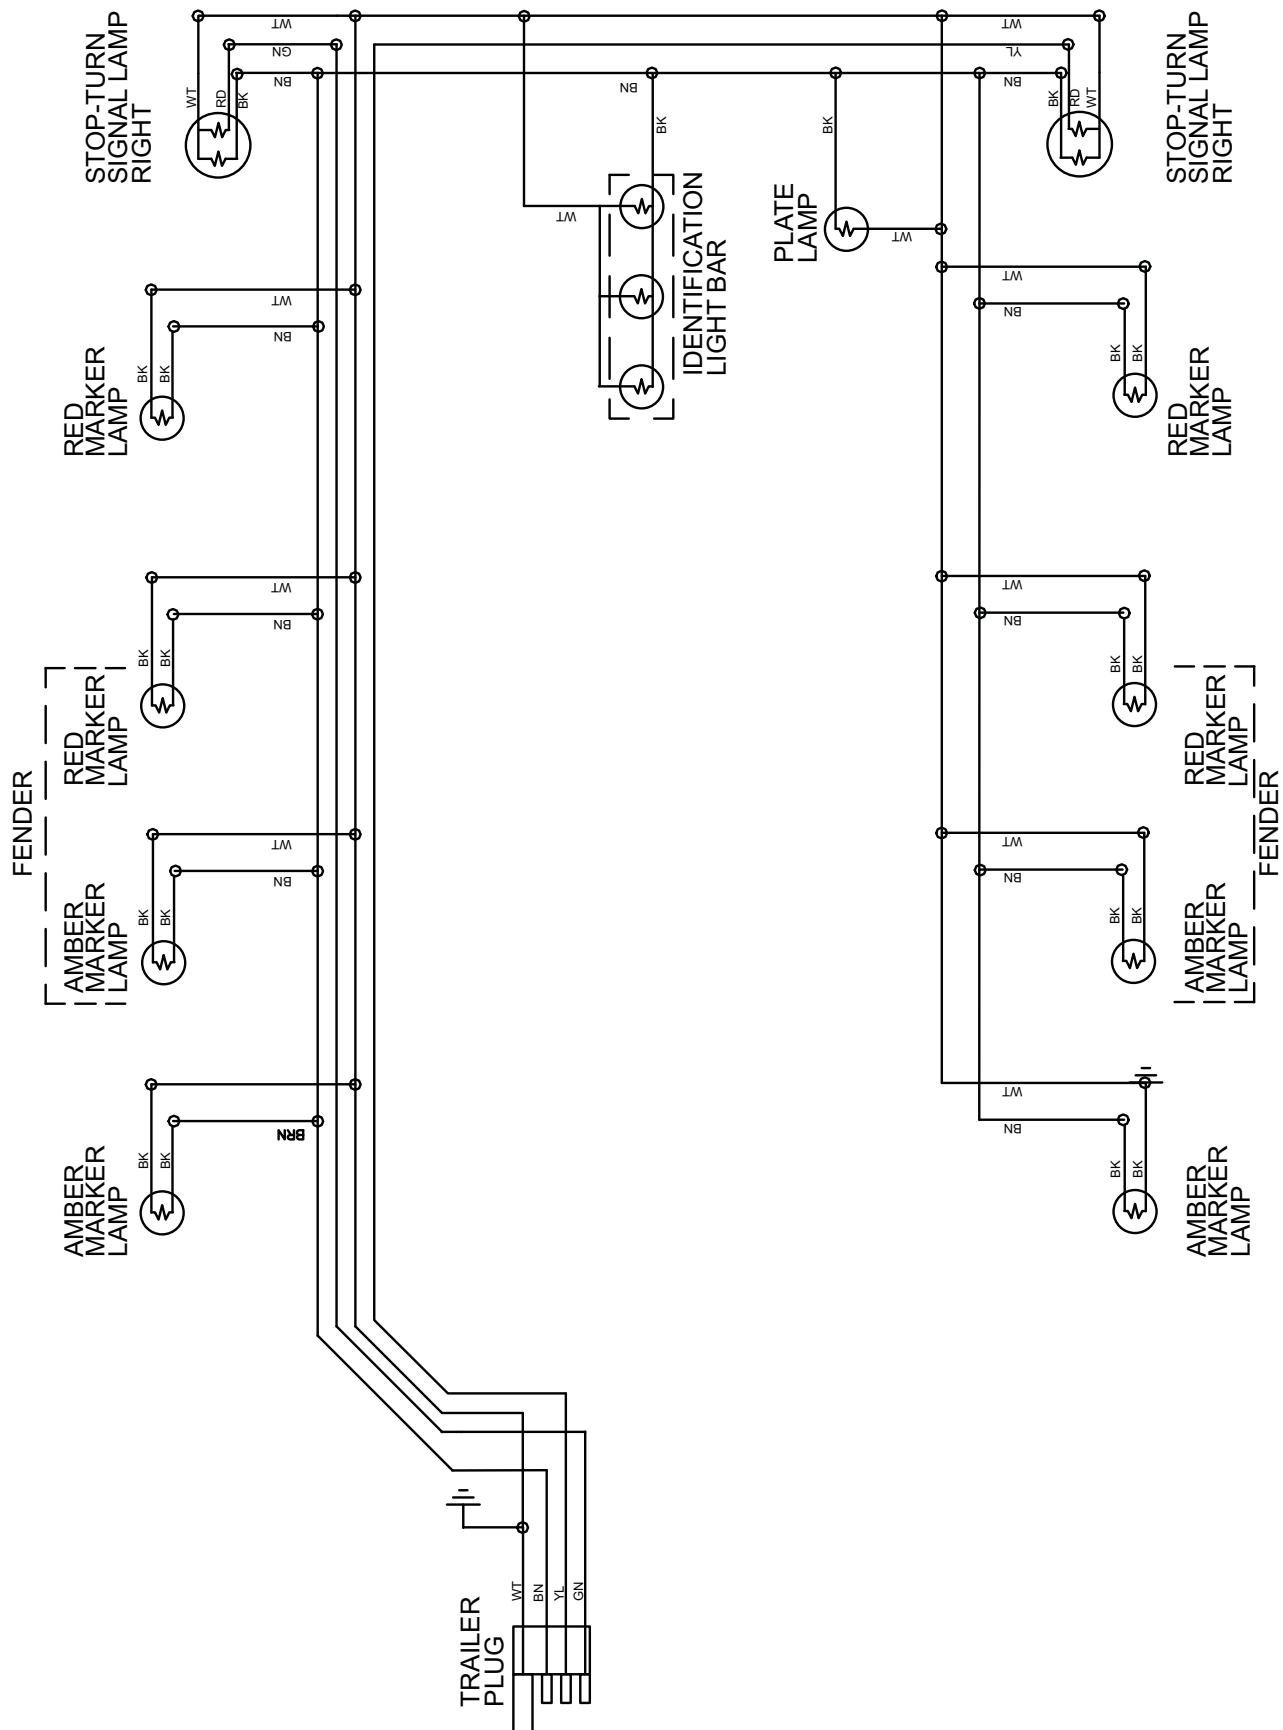 STOP-TURN
SIGNAL LAMP
RIGHT
WT
RD
BK
WT
GN
BN
BN
BK
BK
WT
YL
BN
BK
RD
WT
STOP-TURN
SIGNAL LAMP
RIGHT
WT
IDENTIFICATION
LIGHT BAR
PLATE
LAMP
WT
RED
MARKER
LAMP
BK
BK
WT
BN
WT
BN
BK
BK
RED
MARKER
LAMP
FENDER
RED
MARKER
LAMP
BK
BK
WT
BN
WT
BN
BK
BK
RED
MARKER
LAMP
FENDER
AMBER
MARKER
LAMP
BK
BK
WT
BN
WT
BN
BK
BK
AMBER
MARKER
LAMP
AMBER
MARKER
LAMP
BK
BK
BRN
WT
BN
BK
BK
AMBER
MARKER
LAMP
TRAILER
PLUG
WT
BN
YL
GN